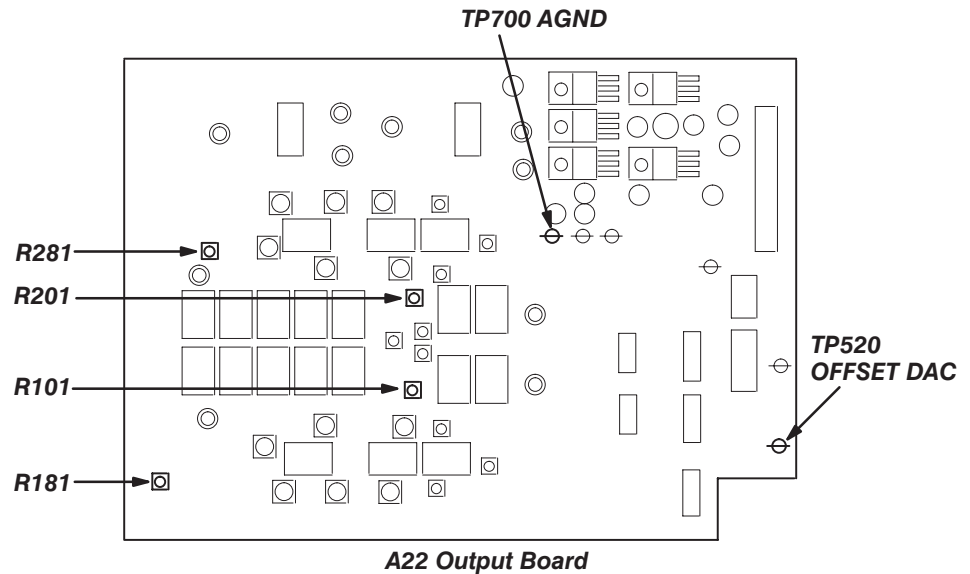 TP700 AGND
R281
R201
R101
R181
TP520
OFFSET DAC
A22 Output Board